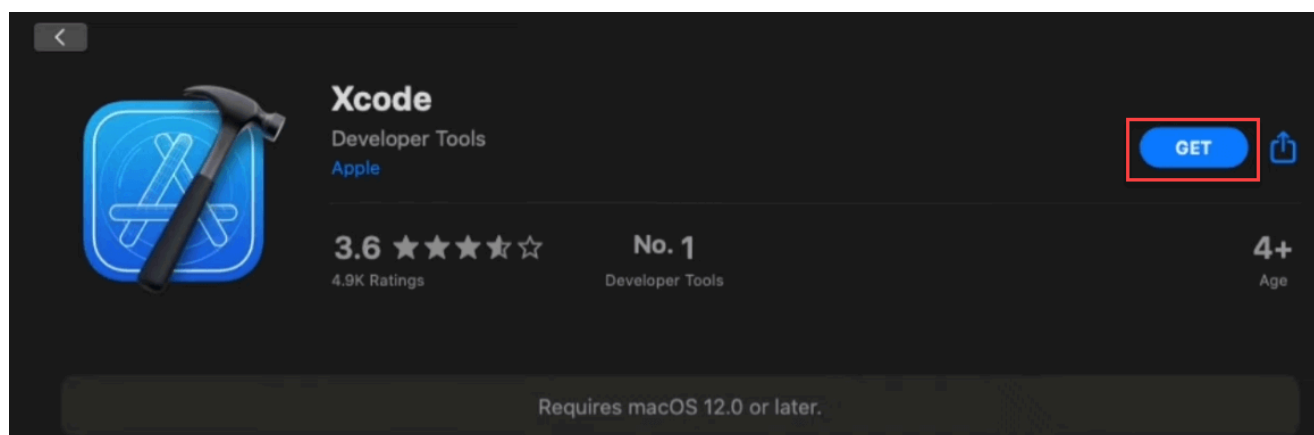 Xcode
Developer Tools
Apple
GET
3.6
4.9K Ratings
No. 1
Developer Tools
4+
Age
Requires macOS 12.0 or later.